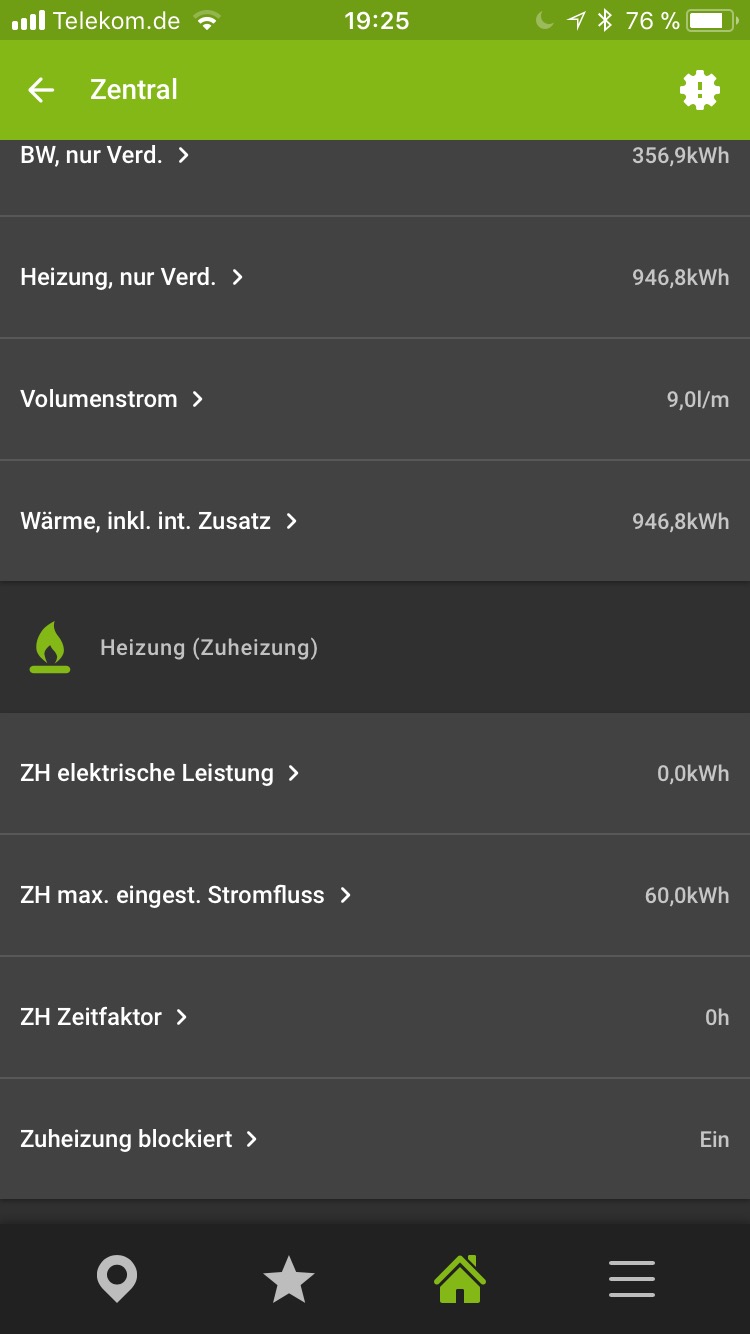 Telekom.de 19:25 76 %
Zentral
BW, nur Verd. 356,9kWh
Heizung, nur Verd. 946,8kWh
Volumenstrom 9,0l/m
Wärme, inkl. int. Zusatz 946,8kWh
Heizung (Zuheizung)
ZH elektrische Leistung 0,0kWh
ZH max. eingest. Stromfluss 60,0kWh
ZH Zeitfaktor 0h
Zuheizung blockiert Ein